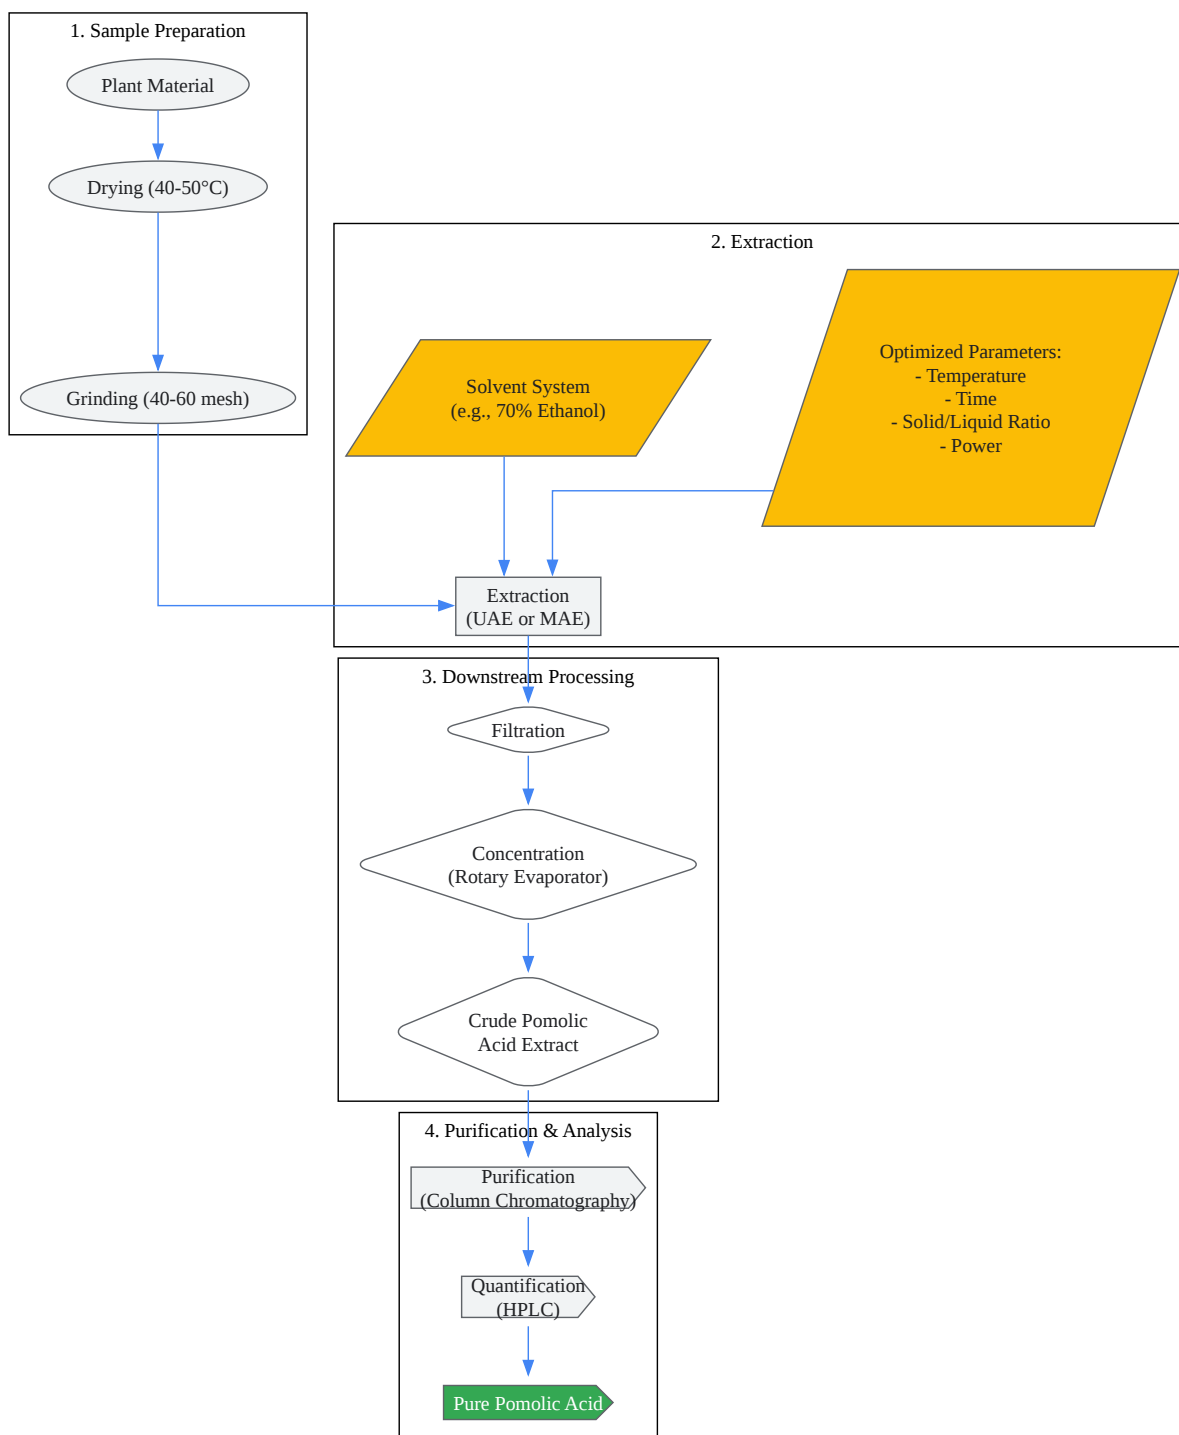 1. Sample Preparation
Plant Material
Drying (40-50°C)
Grinding (40-60 mesh)
2. Extraction
Solvent System
(e.g., 70% Ethanol)
Optimized Parameters:
- Temperature
- Time
- Solid/Liquid Ratio
- Power
Extraction
(UAE or MAE)
3. Downstream Processing
Filtration
Concentration
(Rotary Evaporator)
Crude Pomolic
Acid Extract
4. Purification & Analysis
Purification
(Column Chromatography)
Quantification
(HPLC)
Pure Pomolic Acid